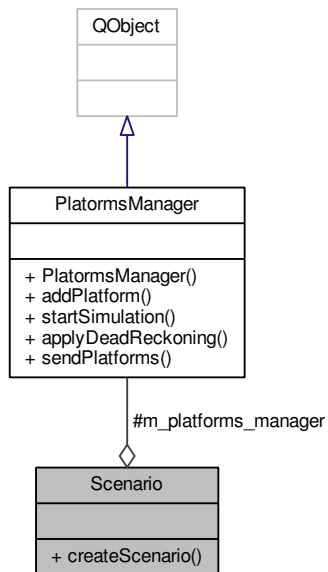 QObject
PlatormsManager
+ PlatormsManager()
+ addPlatform()
+ startSimulation()
+ applyDeadReckoning()
+ sendPlatforms()
#m_platforms_manager
Scenario
+ createScenario()